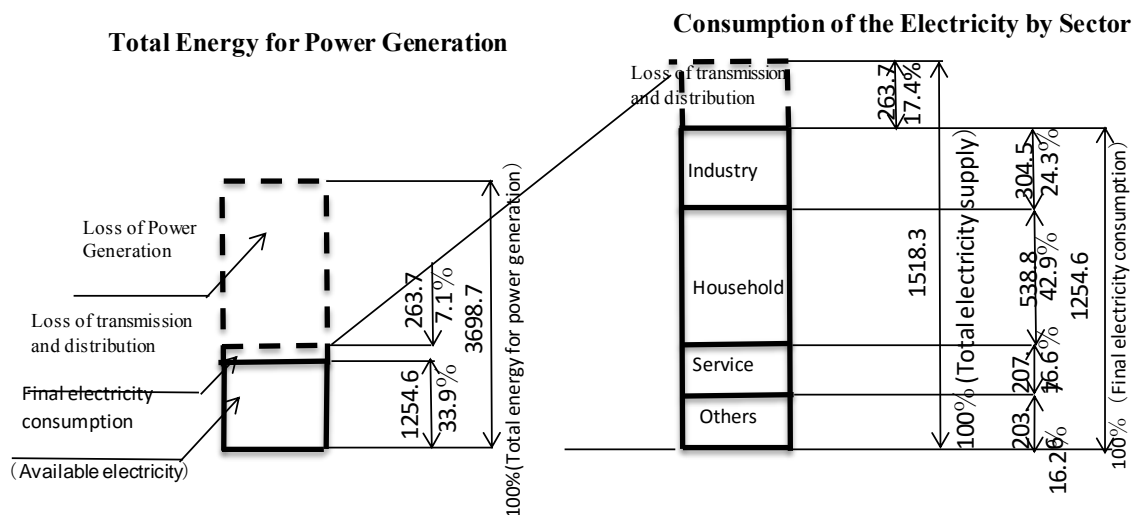 Total Energy for Power Generation
Loss of Power
Generation
Loss of transmission
and distribution
Final electricity
consumption
(Available electricity)
263.7
7.1%
1254.6
33.9%
3698.7
100%(Total energy for power generation)
Consumption of the Electricity by Sector
Loss of transmission
and distribution
Industry
Household
Service
Others
263.7
17.4%
1518.3
100% (Total electricity supply)
304.5
24.3%
538.8
42.9%
207.7
16.6%
203.6
16.2%
1254.6
100% (Final electricity consumption)